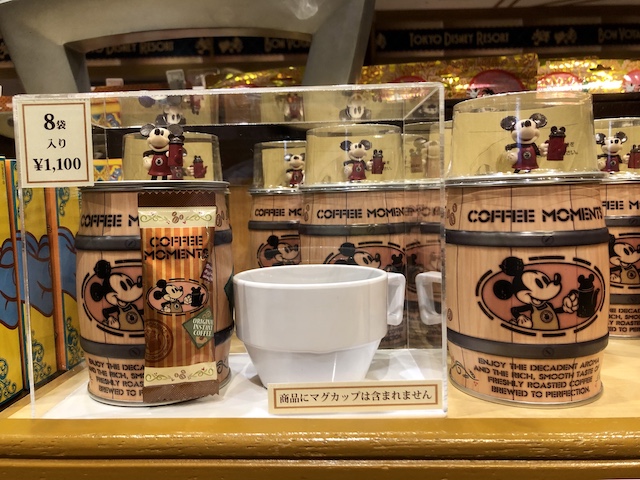 TOKYO DISNEY RESORT
BON VOYAGE
8袋
入り
¥1,100
COFFEE MOMENTS
COFFEE MOMENTS
COFFEE MOMENTS
ORIGINAL
INSTANT
COFFEE
COFFEE MOMENTS
ENJOY THE DECADENT AROMA
AND THE RICH, SMOOTH TASTE OF
FRESHLY ROASTED COFFEE
BREWED TO PERFECTION.
商品にマグカップは含まれません